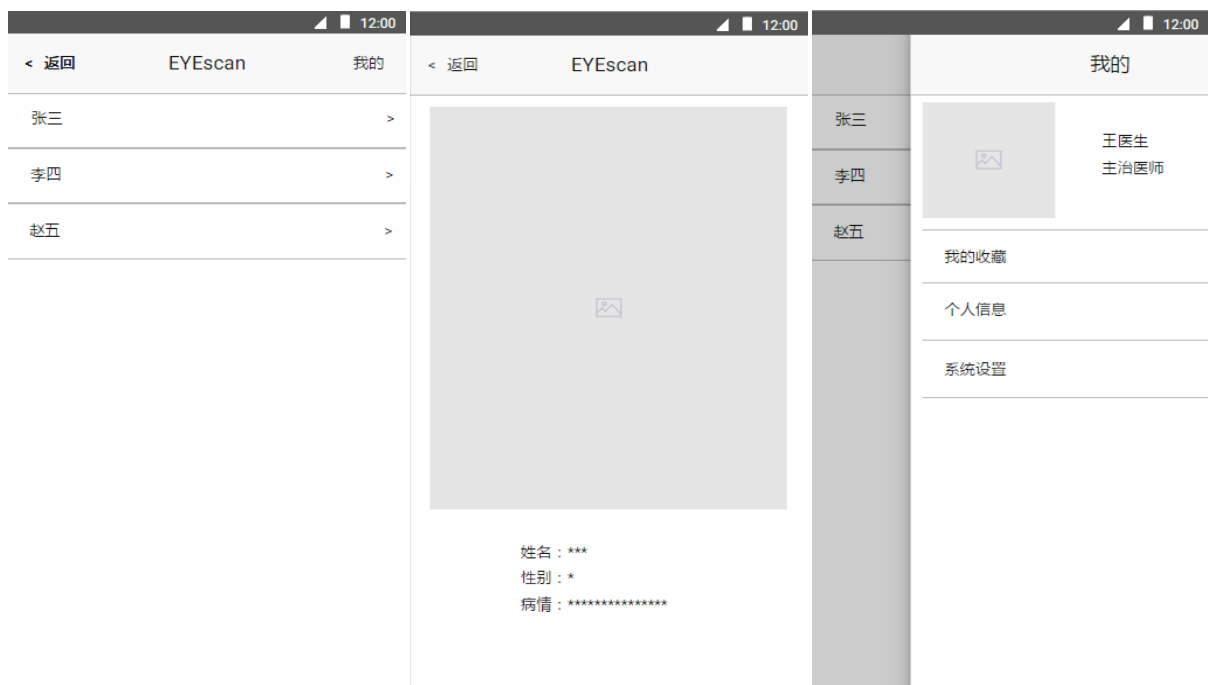 12:00
< 返回 EYEscan 我的
张三 >
李四 >
赵五 >
12:00
< 返回 EYEscan
姓名：***
性别：*
病情：***************
12:00
我的
张三
李四
赵五
王医生
主治医师
我的收藏
个人信息
系统设置